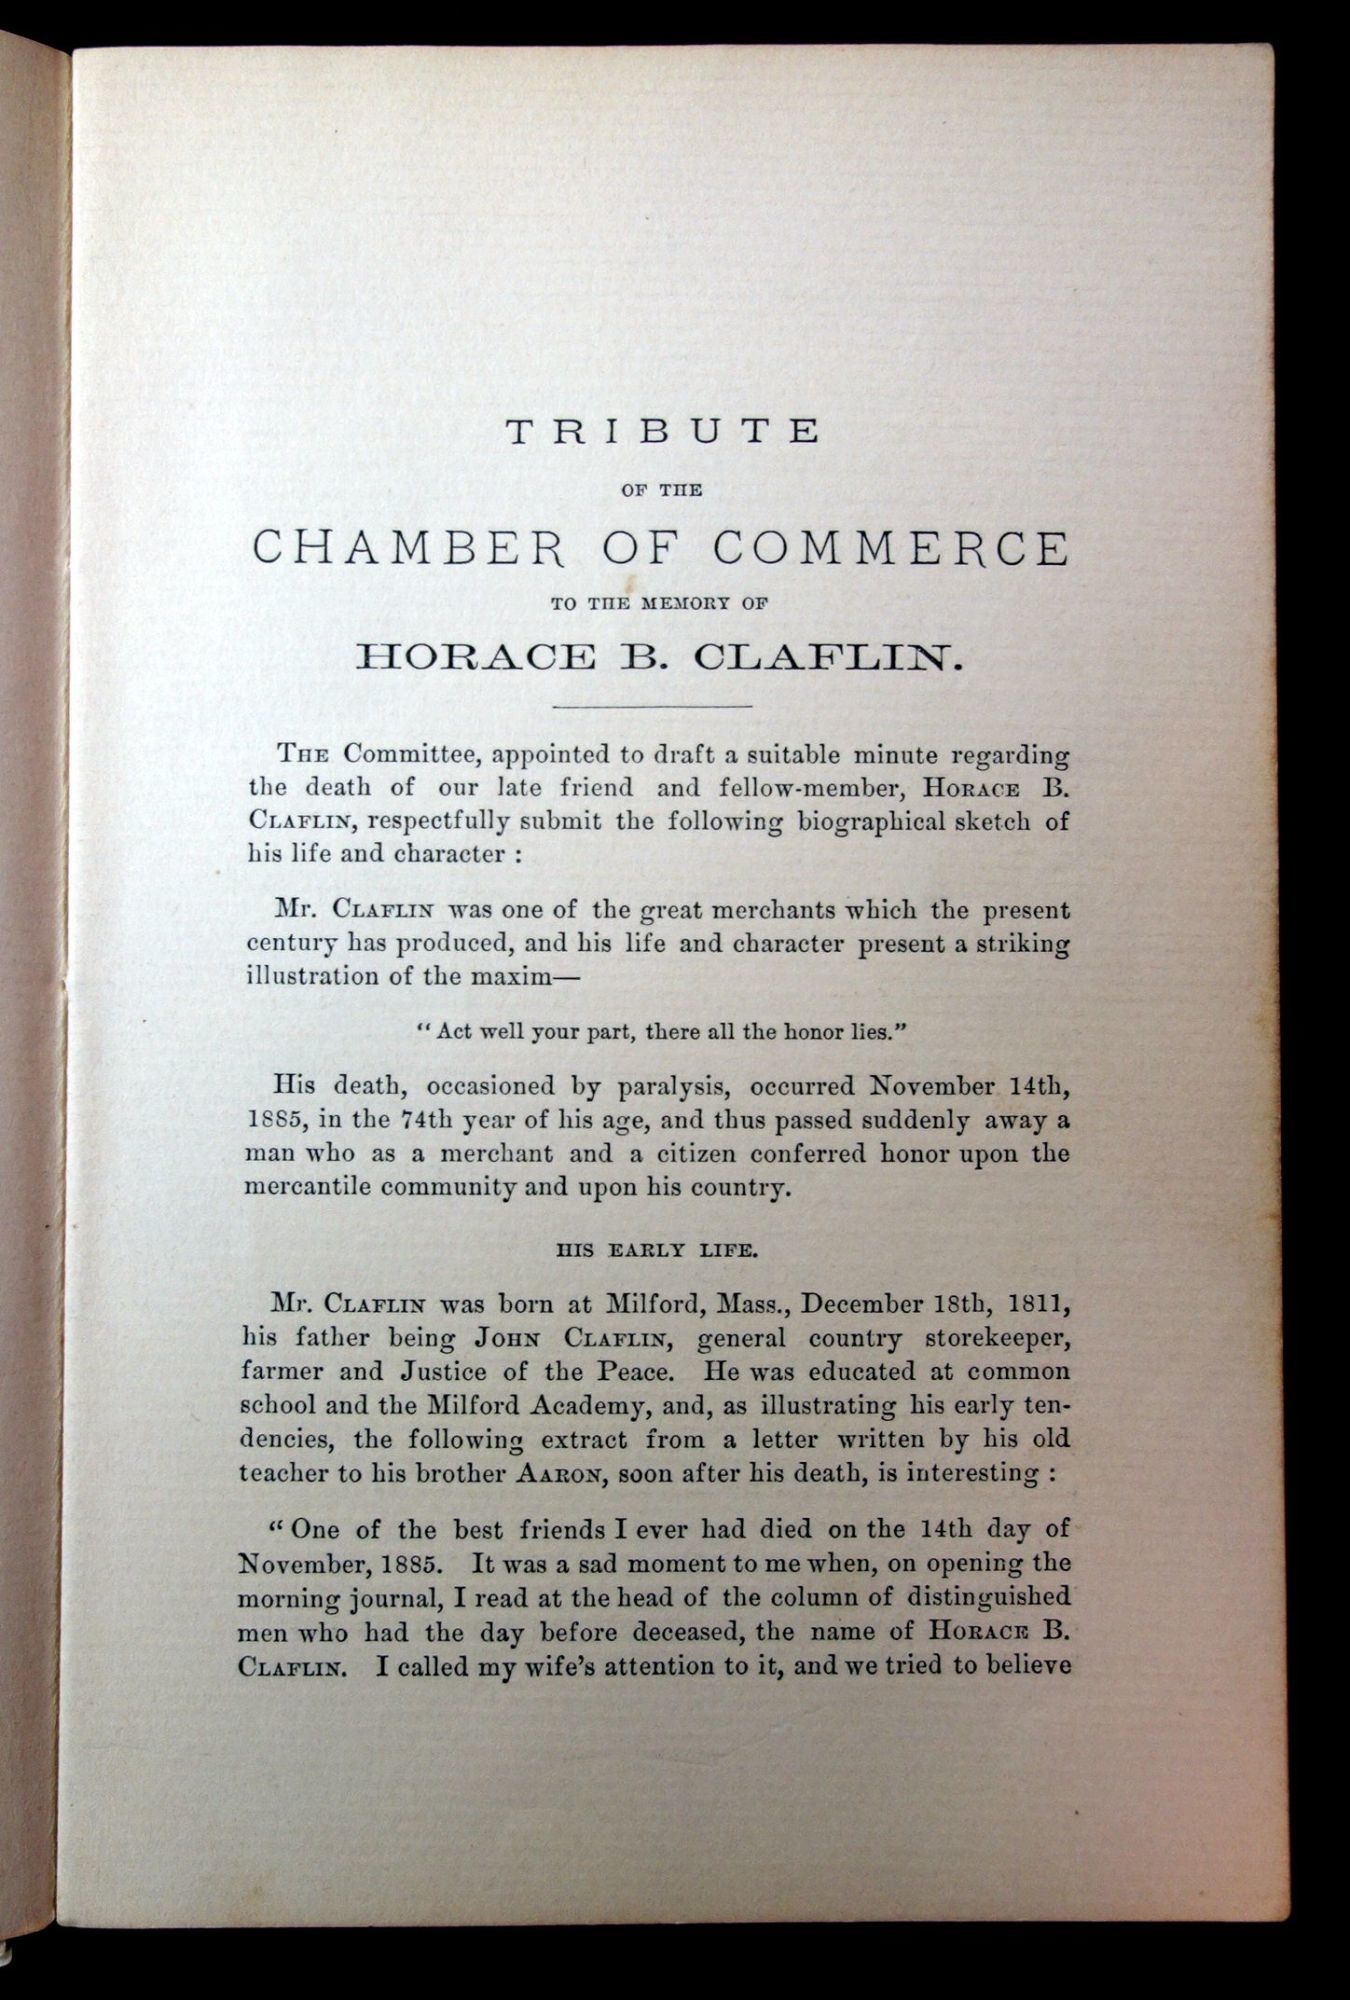 TRIBUTE
OF THE
CHAMBER OF COMMERCE
TO THE MEMORY OF
HORACE B. CLAFLIN.
THE Committee, appointed to draft a suitable minute regarding
the death of our late friend and fellow-member, HORACE B.
CLAFLIN, respectfully submit the following biographical sketch of
his life and character :
Mr. CLAFLIN was one of the great merchants which the present
century has produced, and his life and character present a striking
illustration of the maxim—
“ Act well your part, there all the honor lies.”
His death, occasioned by paralysis, occurred November 14th,
1885, in the 74th year of his age, and thus passed suddenly away a
man who as a merchant and a citizen conferred honor upon the
mercantile community and upon his country.
HIS EARLY LIFE.
Mr. CLAFLIN was born at Milford, Mass., December 18th, 1811,
his father being JOHN CLAFLIN, general country storekeeper,
farmer and Justice of the Peace. He was educated at common
school and the Milford Academy, and, as illustrating his early ten-
dencies, the following extract from a letter written by his old
teacher to his brother AARON, soon after his death, is interesting :
“ One of the best friends I ever had died on the 14th day of
November, 1885. It was a sad moment to me when, on opening the
morning journal, I read at the head of the column of distinguished
men who had the day before deceased, the name of HORACE B.
CLAFLIN. I called my wife’s attention to it, and we tried to believe